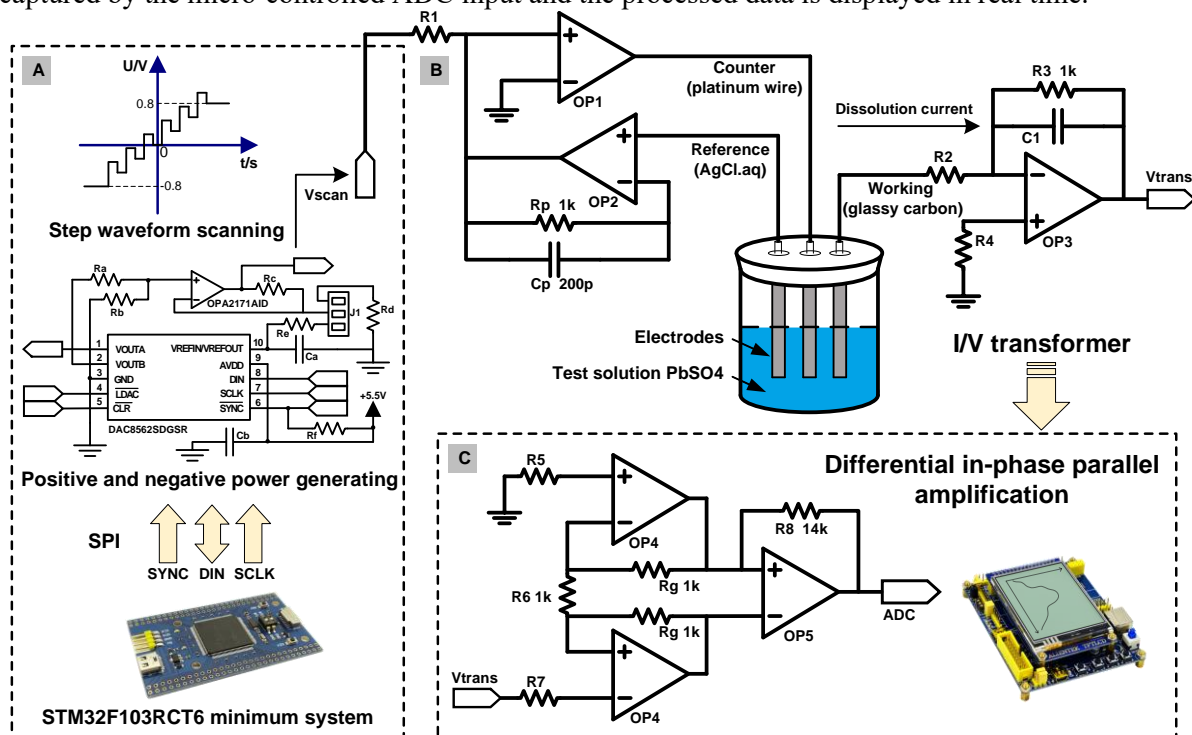 captured by the micro-controlled ADC input and the processed data is displayed in real time.
A
U/V
0.8
0
t/s
-0.8
Step waveform scanning
Vscan
Ra
Rb
OPA2171AID
Rc
J1
Rd
Re
Ca
1 VOUTA VREFIN/VREFOUT 10
2 VOUTB AVDD 9
3 GND DIN 8
4 LDAC SCLK 7
5 CLR SYNC 6
DAC8562SDGSR
+5.5V
Rf
Cb
Positive and negative power generating
SPI
SYNC DIN SCLK
STM32F103RCT6 minimum system
B
R1
+
−
OP1
Counter
(platinum wire)
+
−
OP2
Reference
(AgCl.aq)
Rp 1k
Cp 200p
Dissolution current
R3 1k
C1
R2
Working
(glassy carbon)
−
+
OP3
R4
Vtrans
Electrodes
Test solution PbSO4
I/V transformer
C
Differential in-phase parallel
amplification
R5
+
−
OP4
R8 14k
Rg 1k
R6 1k
Rg 1k
+
−
OP5
ADC
+
−
OP4
Vtrans
R7